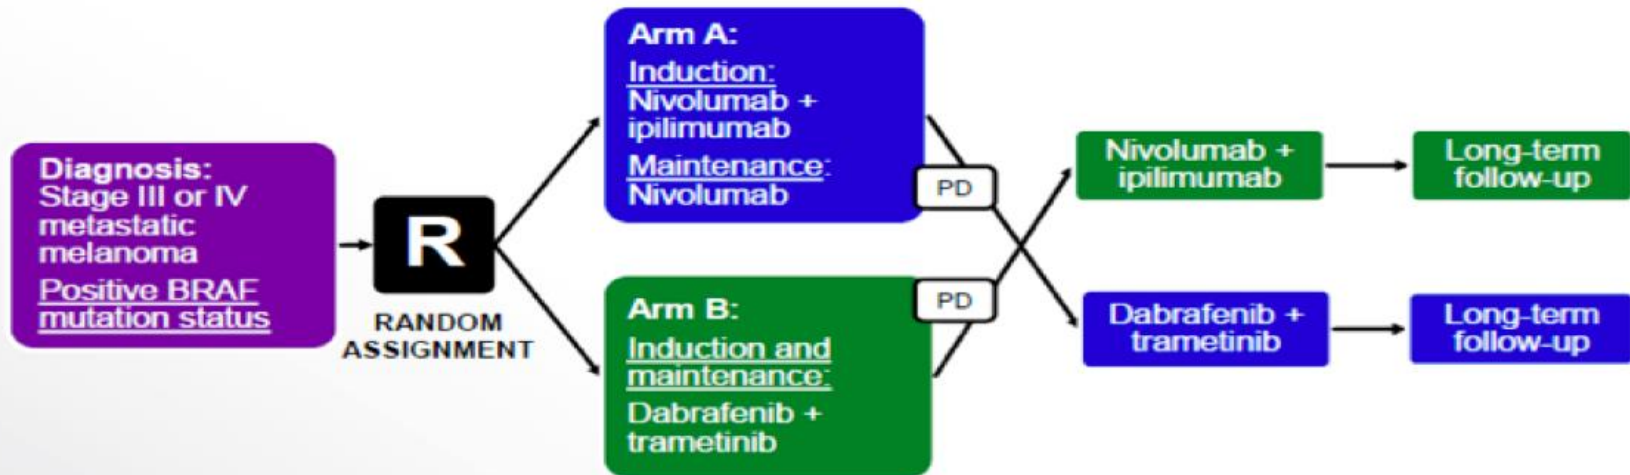 Diagnosis:
Stage III or IV
metastatic
melanoma
Positive BRAF
mutation status
R
RANDOM
ASSIGNMENT
Arm A:
Induction:
Nivolumab +
ipilimumab
Maintenance:
Nivolumab
PD
Arm B:
Induction and
maintenance:
Dabrafenib +
trametinib
PD
Nivolumab +
ipilimumab
Long-term
follow-up
Dabrafenib +
trametinib
Long-term
follow-up